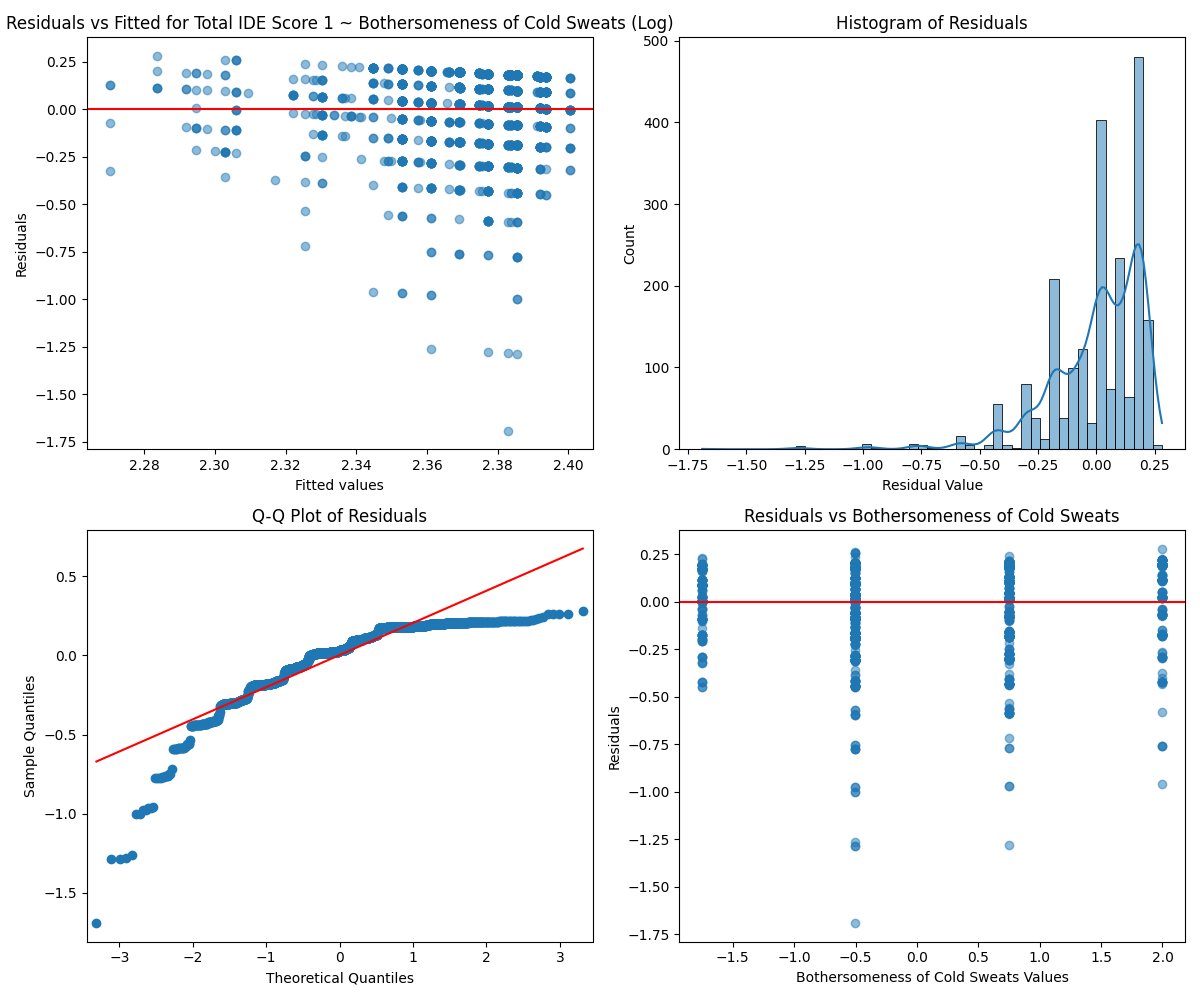 Residuals vs Fitted for Total IDE Score 1 ~ Bothersomeness of Cold Sweats (Log)
0.25
0.00
−0.25
−0.50
−0.75
−1.00
−1.25
−1.50
−1.75
Residuals
2.28 2.30 2.32 2.34 2.36 2.38 2.40
Fitted values
Histogram of Residuals
500
400
300
200
100
0
Count
−1.75 −1.50 −1.25 −1.00 −0.75 −0.50 −0.25 0.00 0.25
Residual Value
Q-Q Plot of Residuals
0.5
0.0
−0.5
−1.0
−1.5
Sample Quantiles
−3 −2 −1 0 1 2 3
Theoretical Quantiles
Residuals vs Bothersomeness of Cold Sweats
0.25
0.00
−0.25
−0.50
−0.75
−1.00
−1.25
−1.50
−1.75
Residuals
−1.5 −1.0 −0.5 0.0 0.5 1.0 1.5 2.0
Bothersomeness of Cold Sweats Values